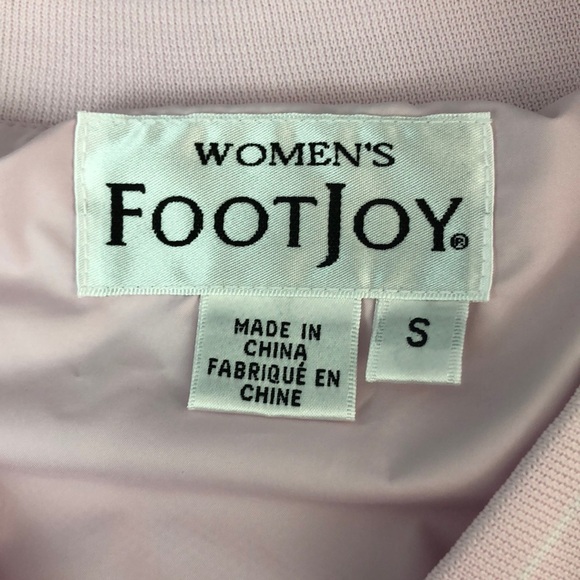 WOMEN'S
FOOTJOY®
MADE IN
CHINA
FABRIQUÉ EN
CHINE
S